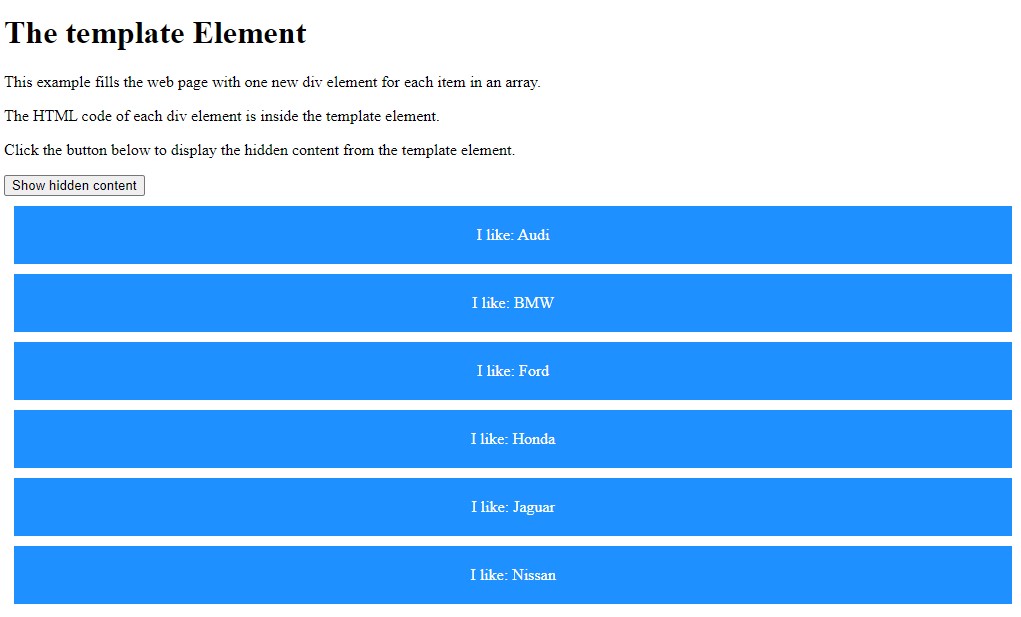 The template Element
This example fills the web page with one new div element for each item in an array.
The HTML code of each div element is inside the template element.
Click the button below to display the hidden content from the template element.
Show hidden content
I like: Audi
I like: BMW
I like: Ford
I like: Honda
I like: Jaguar
I like: Nissan